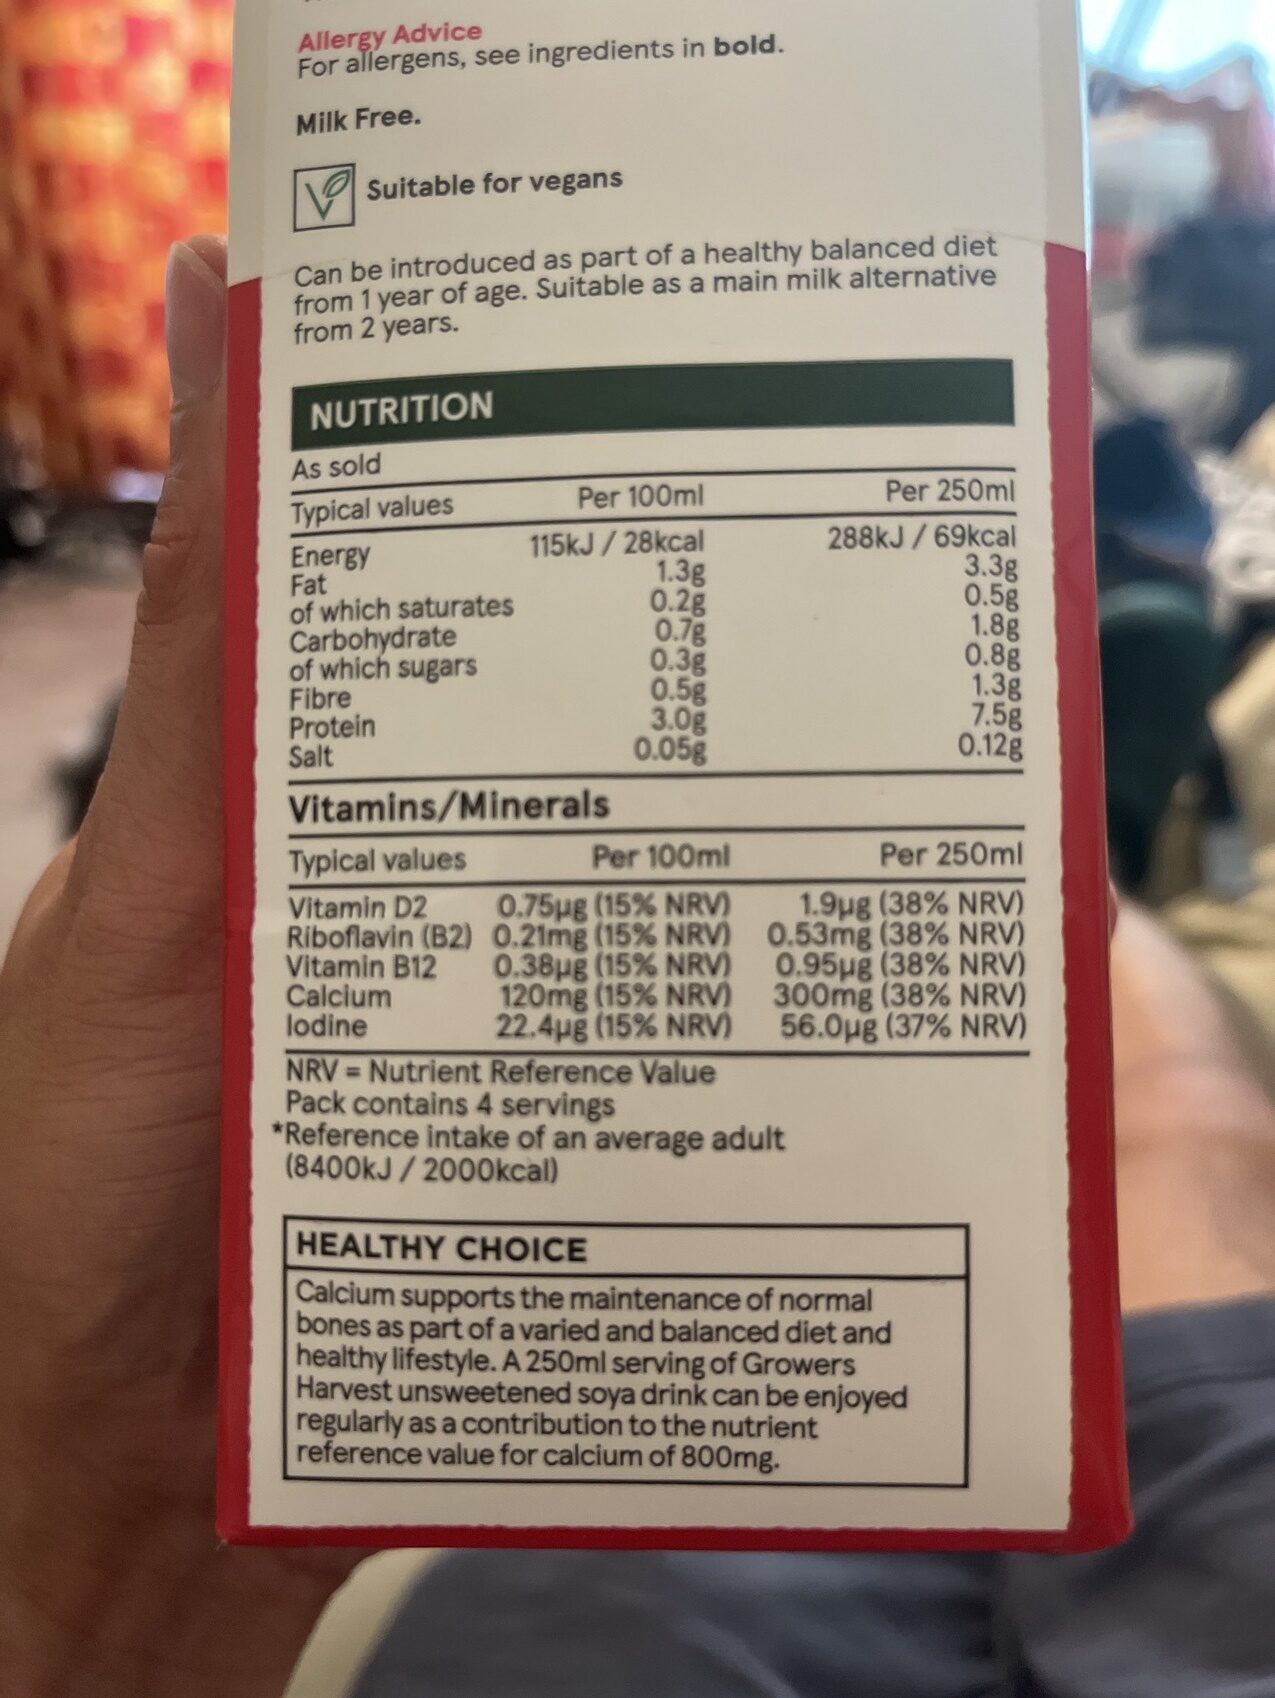 Allergy Advice
For allergens, see ingredients in bold.
Milk Free.
Suitable for vegans
Can be introduced as part of a healthy balanced diet
from 1 year of age. Suitable as a main milk alternative
from 2 years.
NUTRITION
As sold
Typical values Per 100ml Per 250ml
Energy 115kJ / 28kcal 288kJ / 69kcal
Fat 1.3g 3.3g
of which saturates 0.2g 0.5g
Carbohydrate 0.7g 1.8g
of which sugars 0.3g 0.8g
Fibre 0.5g 1.3g
Protein 3.0g 7.5g
Salt 0.05g 0.12g
Vitamins/Minerals
Typical values Per 100ml Per 250ml
Vitamin D2 0.75µg (15% NRV) 1.9µg (38% NRV)
Riboflavin (B2) 0.21mg (15% NRV) 0.53mg (38% NRV)
Vitamin B12 0.38µg (15% NRV) 0.95µg (38% NRV)
Calcium 120mg (15% NRV) 300mg (38% NRV)
Iodine 22.4µg (15% NRV) 56.0µg (37% NRV)
NRV = Nutrient Reference Value
Pack contains 4 servings
*Reference intake of an average adult
(8400kJ / 2000kcal)
HEALTHY CHOICE
Calcium supports the maintenance of normal
bones as part of a varied and balanced diet and
healthy lifestyle. A 250ml serving of Growers
Harvest unsweetened soya drink can be enjoyed
regularly as a contribution to the nutrient
reference value for calcium of 800mg.